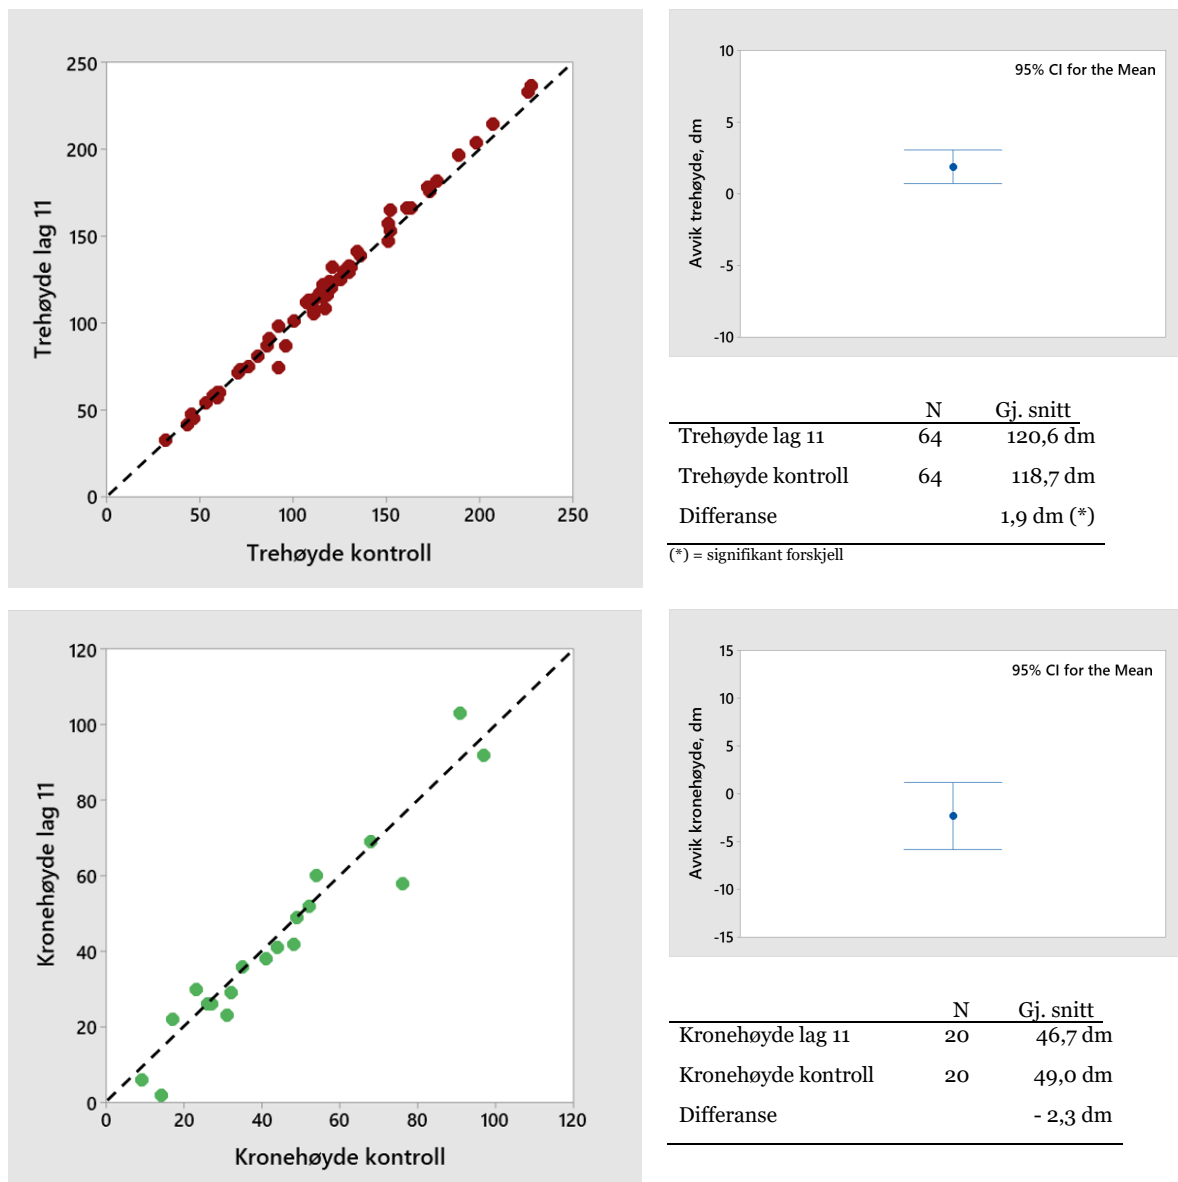 250
200
150
100
50
0
0 50 100 150 200 250
Trehøyde lag 11
Trehøyde kontroll
10
5
0
-5
-10
95% CI for the Mean
Avvik trehøyde, dm
N Gj. snitt
Trehøyde lag 11 64 120,6 dm
Trehøyde kontroll 64 118,7 dm
Differanse 1,9 dm (*)
(*) = signifikant forskjell
120
100
80
60
40
20
0
0 20 40 60 80 100 120
Kronehøyde lag 11
Kronehøyde kontroll
15
10
5
0
-5
-10
-15
95% CI for the Mean
Avvik kronehøyde, dm
N Gj. snitt
Kronehøyde lag 11 20 46,7 dm
Kronehøyde kontroll 20 49,0 dm
Differanse - 2,3 dm